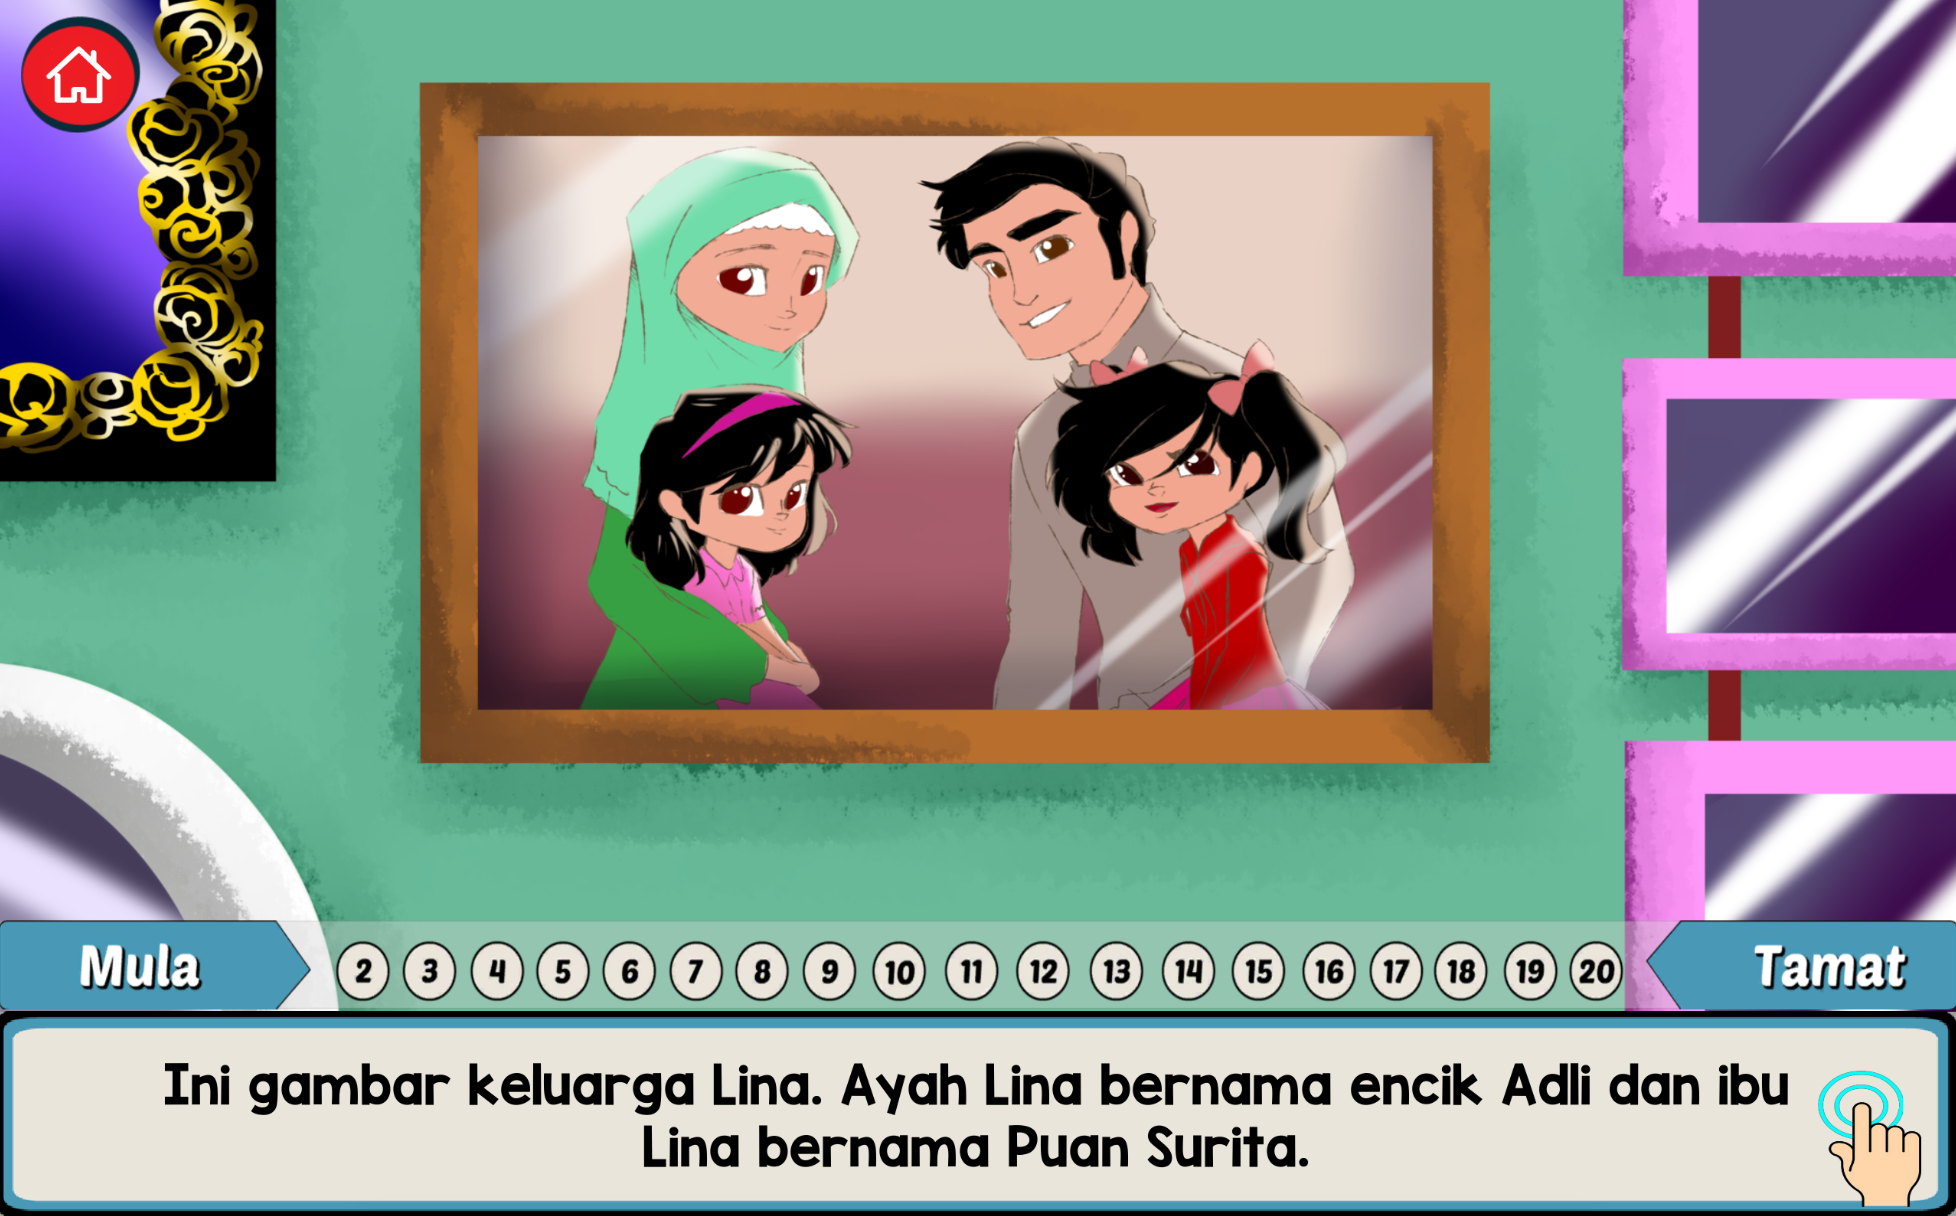 Mula 2 3 4 5 6 7 8 9 10 11 12 13 14 15 16 17 18 19 20 Tamat
Ini gambar keluarga Lina. Ayah Lina bernama encik Adli dan ibu
Lina bernama Puan Surita.